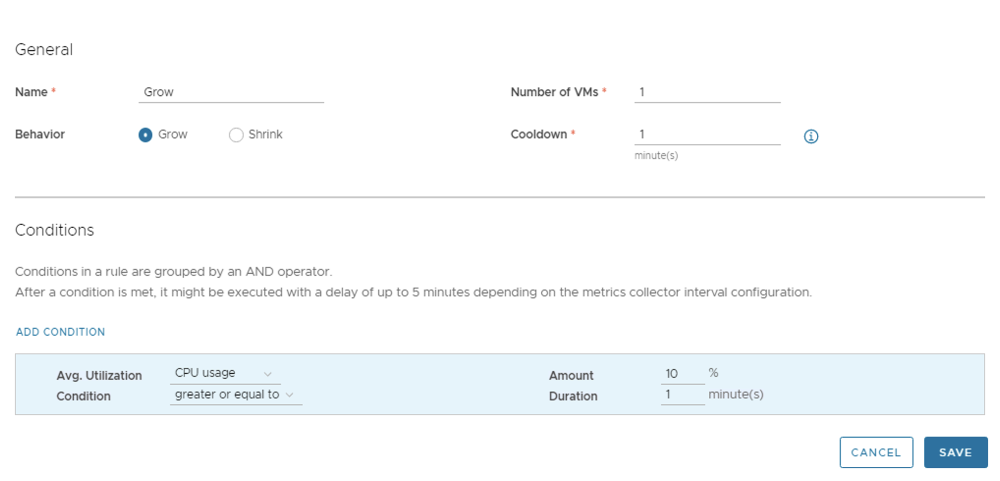 General
Name * Grow
Number of VMs * 1
Behavior Grow Shrink
Cooldown * 1
minute(s)
Conditions
Conditions in a rule are grouped by an AND operator.
After a condition is met, it might be executed with a delay of up to 5 minutes depending on the metrics collector interval configuration.
ADD CONDITION
Avg. Utilization CPU usage
Amount 10 %
Condition greater or equal to
Duration 1 minute(s)
CANCEL SAVE